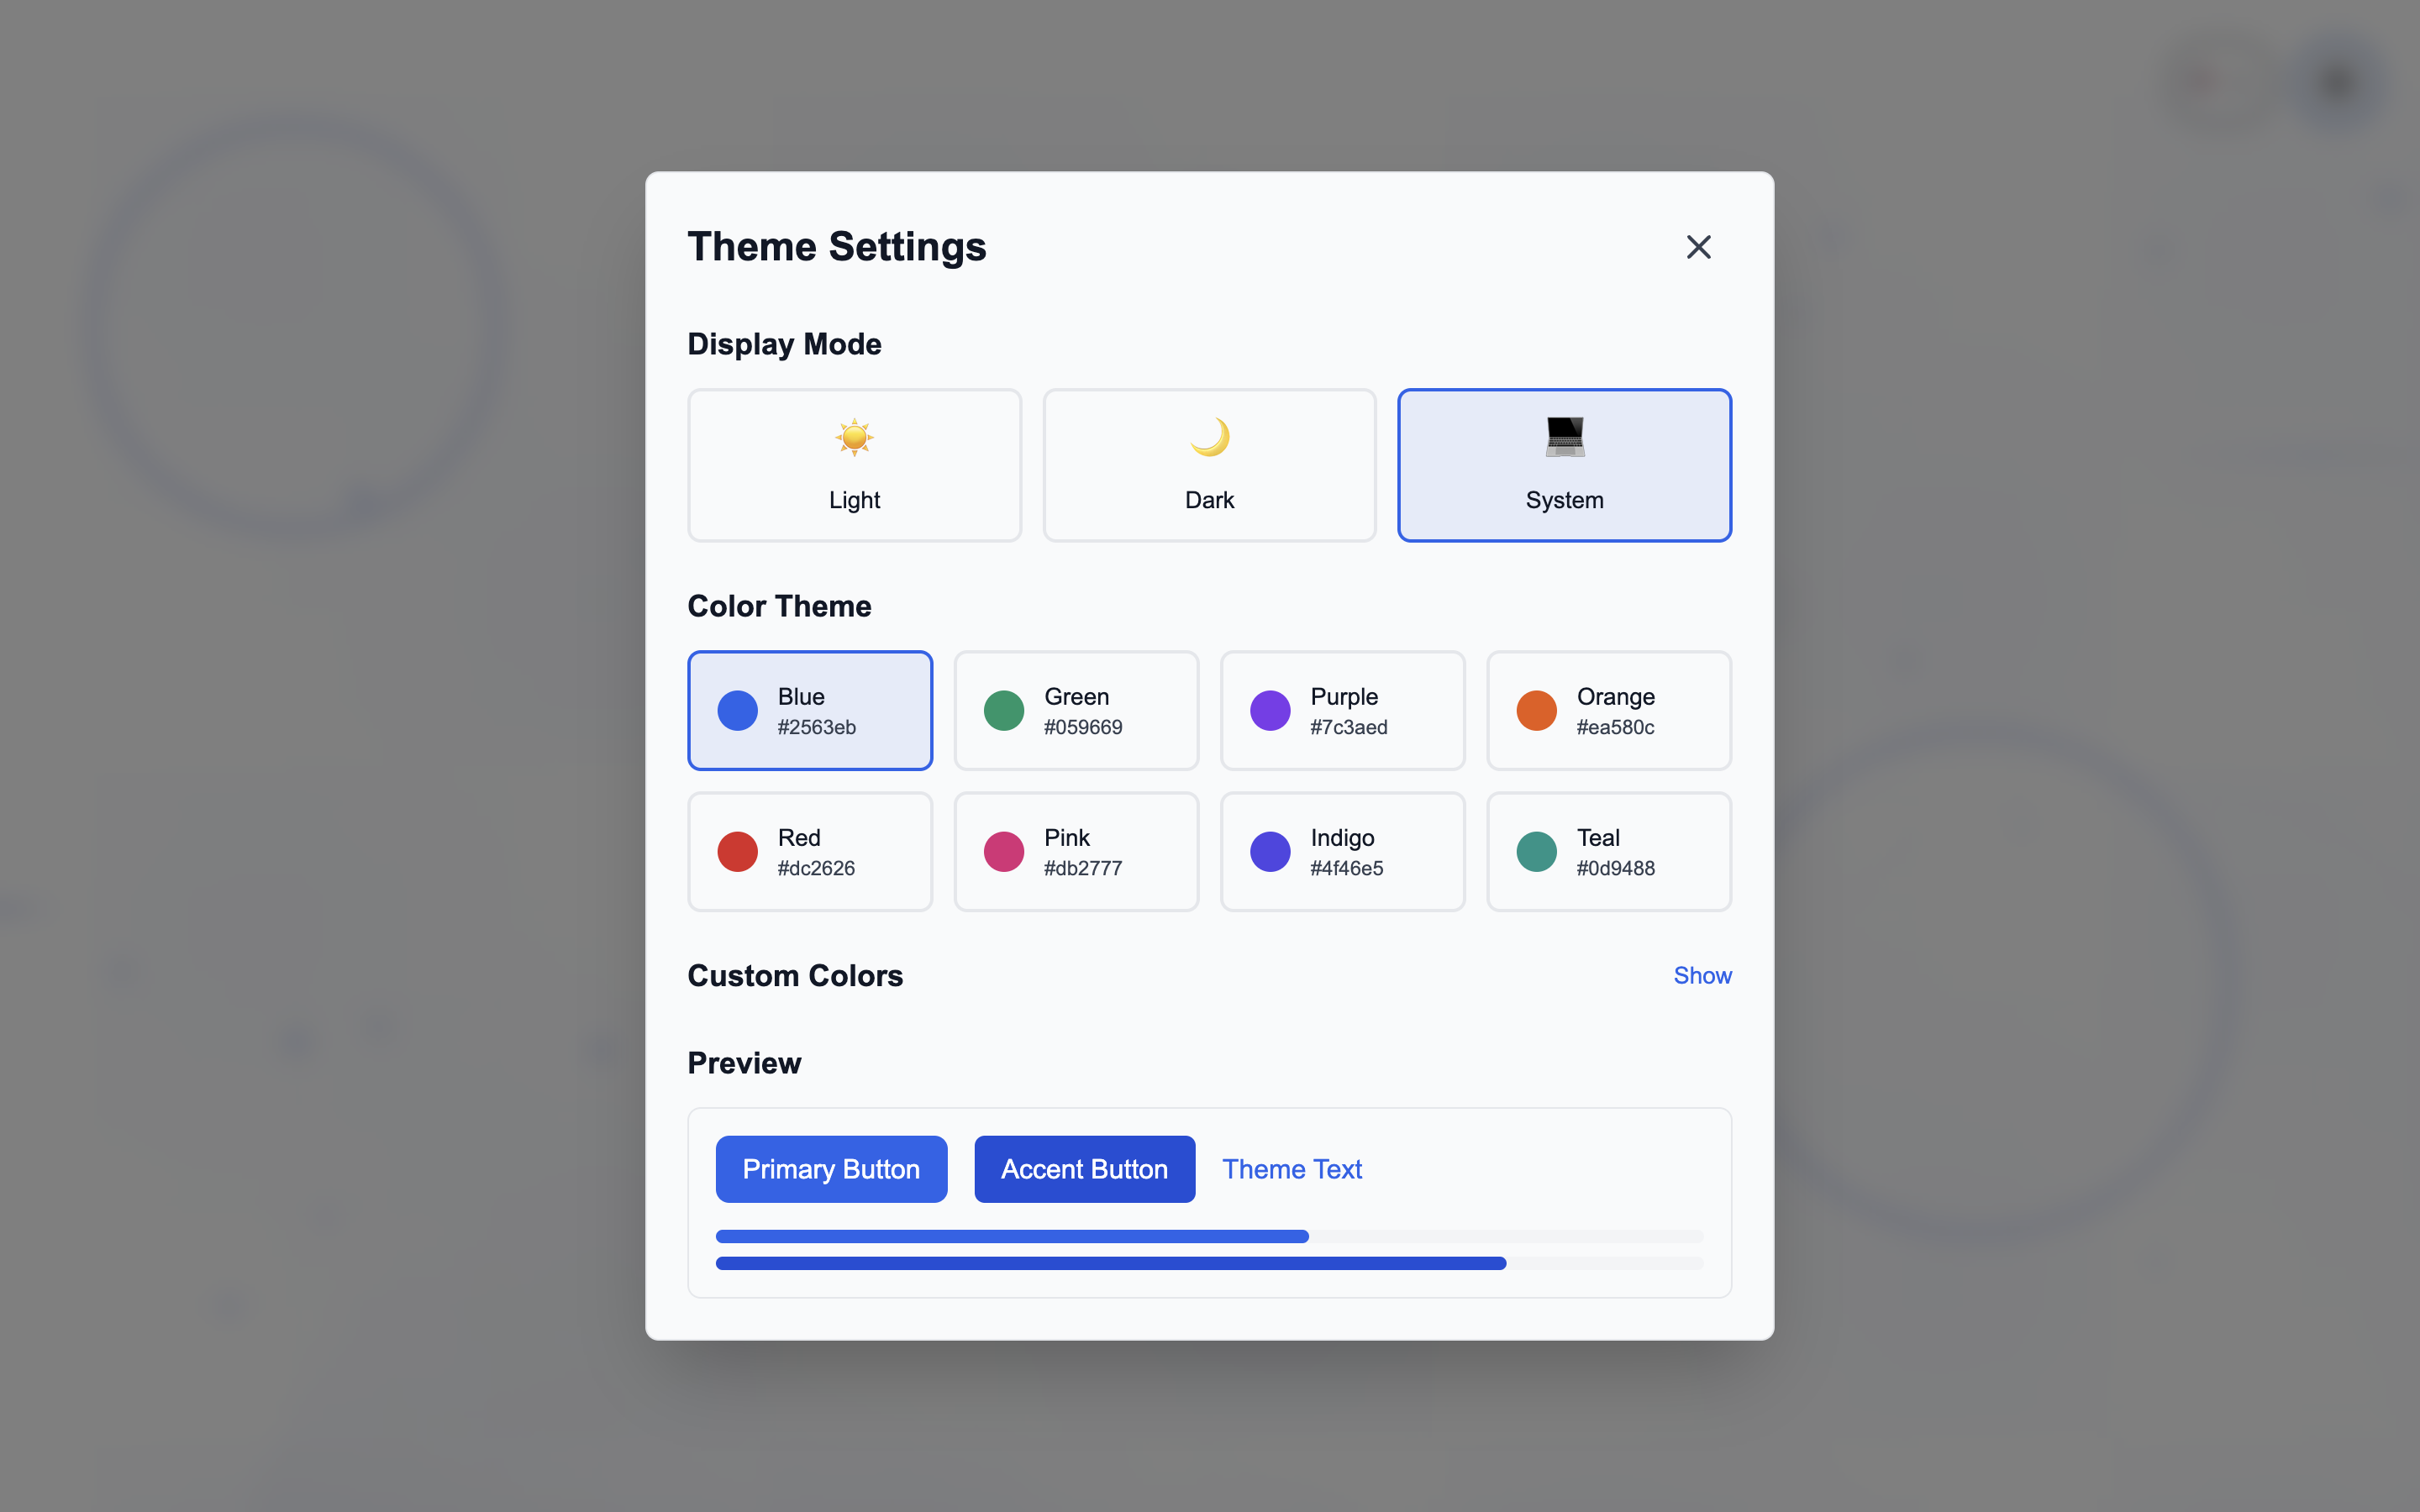 Theme Settings
Display Mode
Light
Dark
System
Color Theme
Blue
#2563eb
Green
#059669
Purple
#7c3aed
Orange
#ea580c
Red
#dc2626
Pink
#db2777
Indigo
#4f46e5
Teal
#0d9488
Custom Colors
Show
Preview
Primary Button
Accent Button
Theme Text